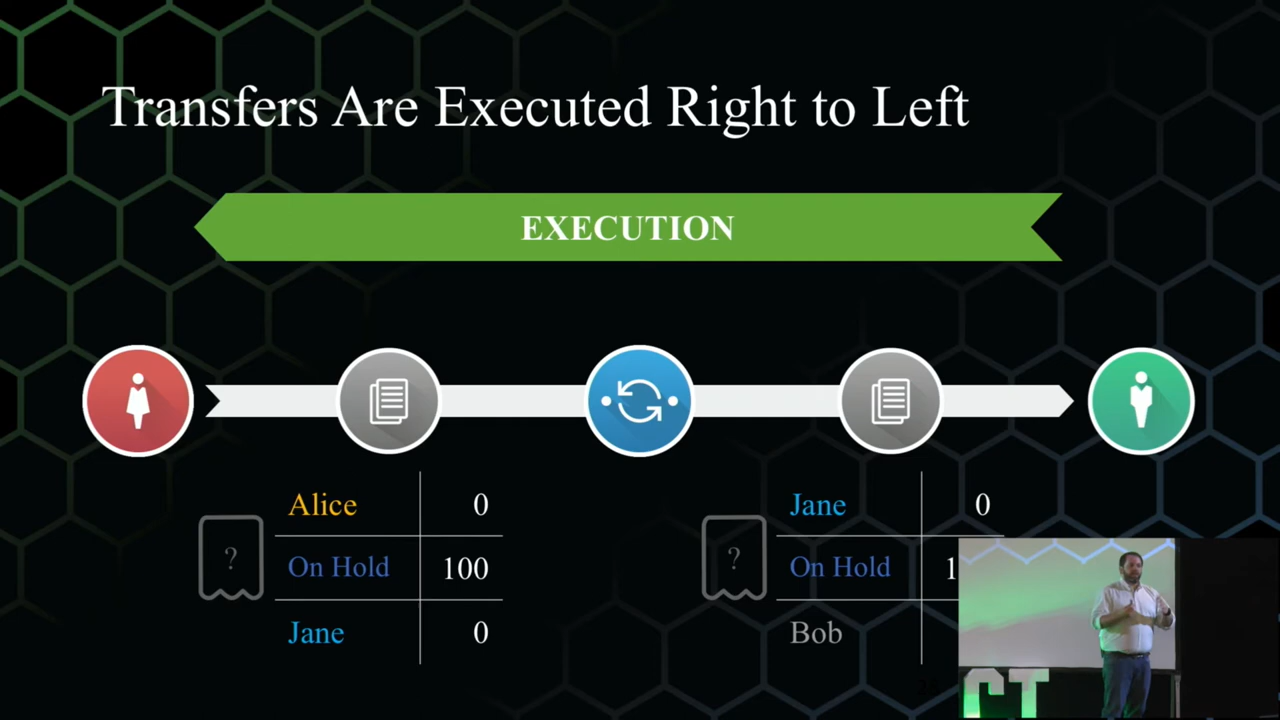 Transfers Are Executed Right to Left
EXECUTION
Alice 0
On Hold 100
Jane 0
?
Jane 0
On Hold
Bob
?
CT